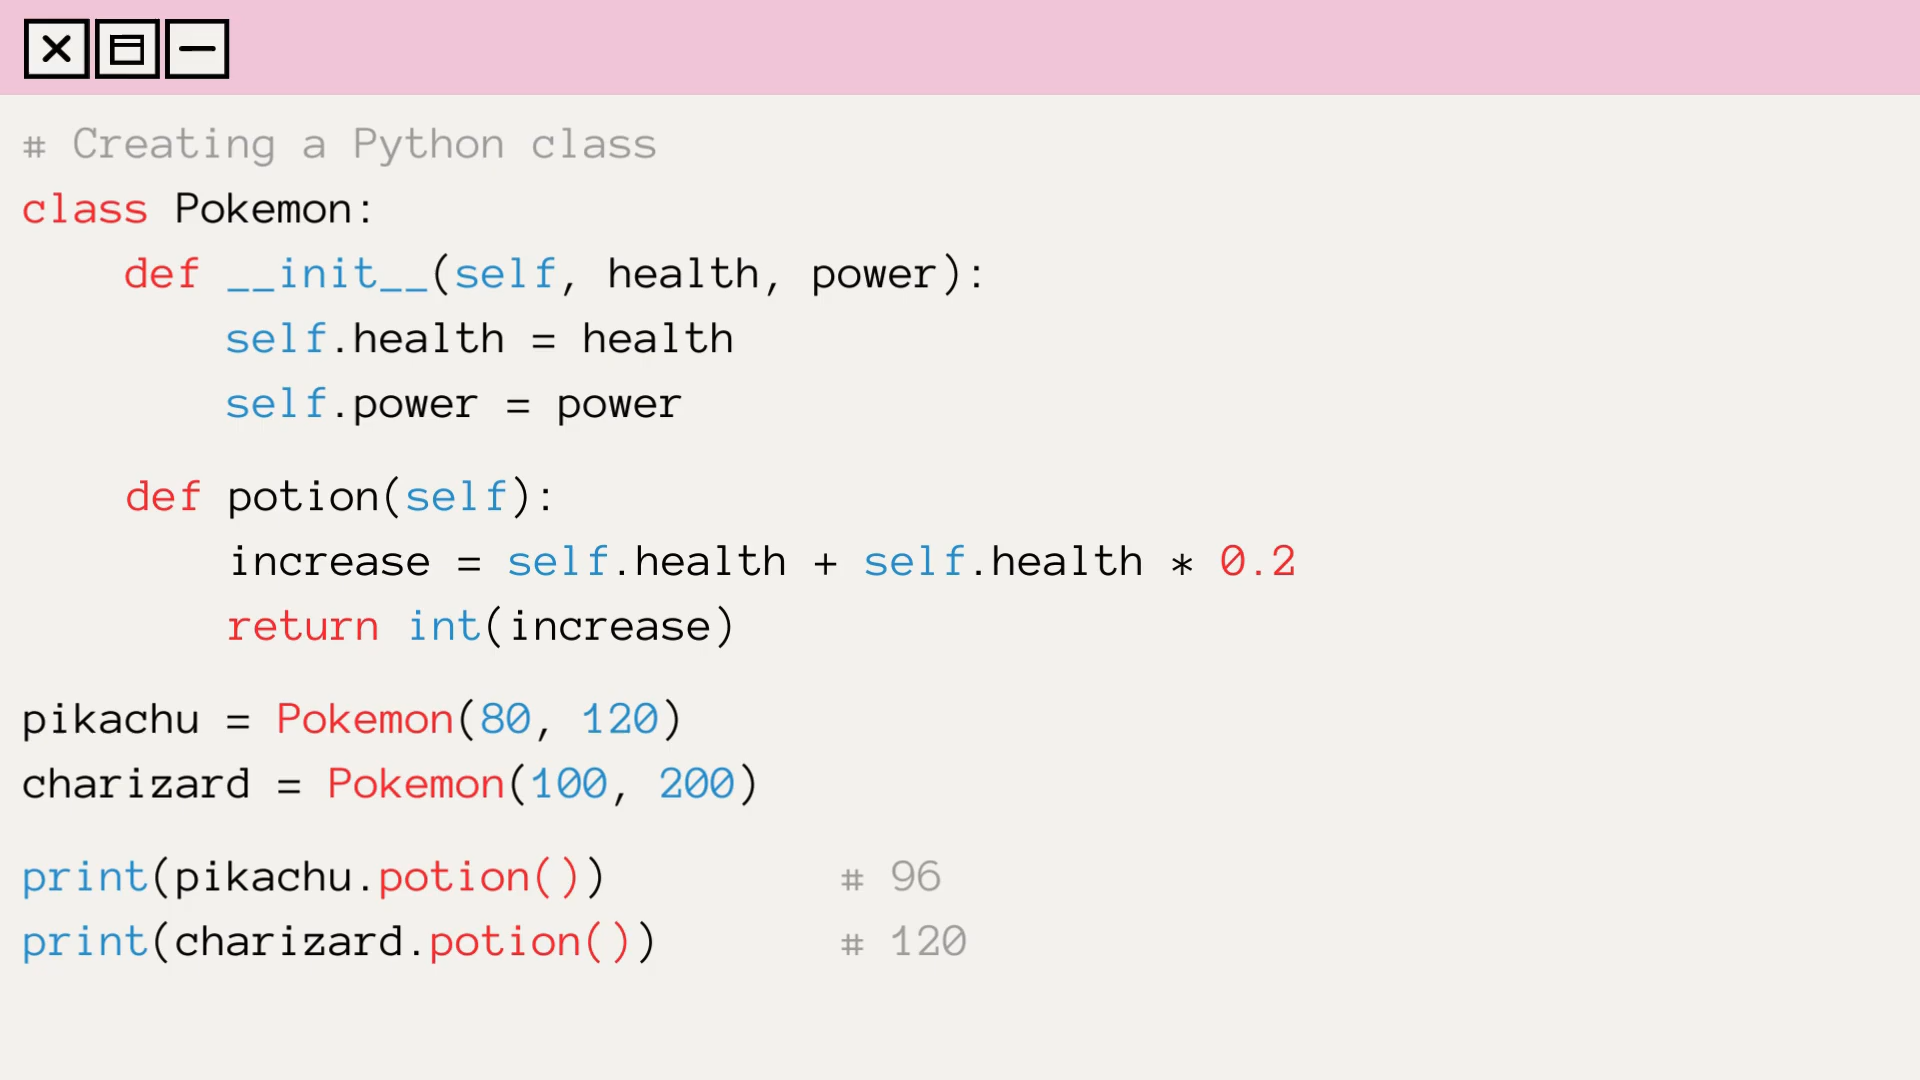 # Creating a Python class
class Pokemon:
    def __init__(self, health, power):
        self.health = health
        self.power = power
    def potion(self):
        increase = self.health + self.health * 0.2
        return int(increase)
pikachu = Pokemon(80, 120)
charizard = Pokemon(100, 200)
print(pikachu.potion())         # 96
print(charizard.potion())       # 120